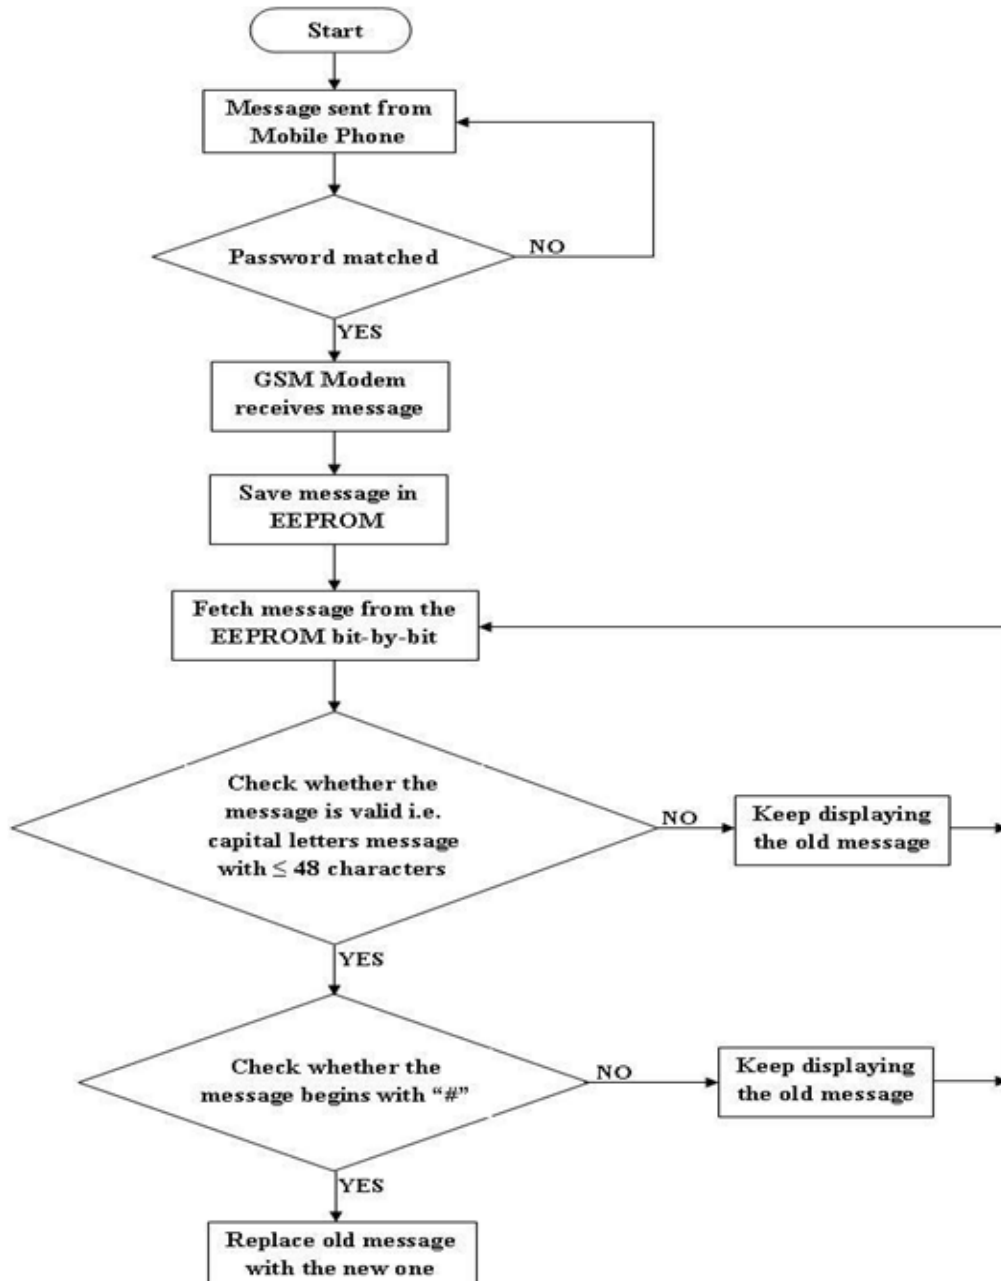 Start
Message sent from
Mobile Phone
Password matched
NO
YES
GSM Modem
receives message
Save message in
EEPROM
Fetch message from the
EEPROM bit-by-bit
Check whether the
message is valid i.e.
capital letters message
with ≤ 48 characters
NO
Keep displaying
the old message
YES
Check whether the
message begins with “#”
NO
Keep displaying
the old message
YES
Replace old message
with the new one